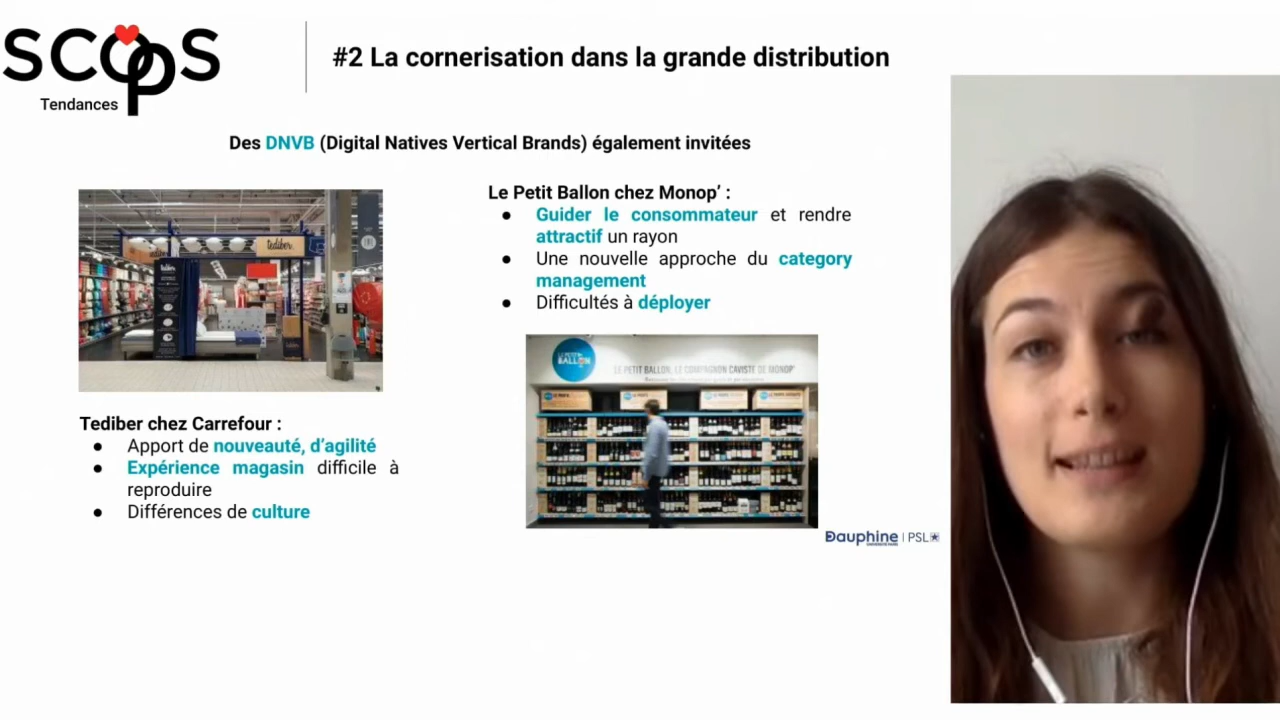 SCOPS
Tendances
#2 La cornerisation dans la grande distribution
Des DNVB (Digital Natives Vertical Brands) également invitées
tediber
Tediber chez Carrefour :
● Apport de nouveauté, d'agilité
● Expérience magasin difficile à
reproduire
● Différences de culture
Le Petit Ballon chez Monop' :
● Guider le consommateur et rendre
attractif un rayon
● Une nouvelle approche du category
management
● Difficultés à déployer
LE PETIT
BALLON
LE PETIT BALLON, LE COMPAGNON CAVISTE DE MONOP'
Dauphine | PSL